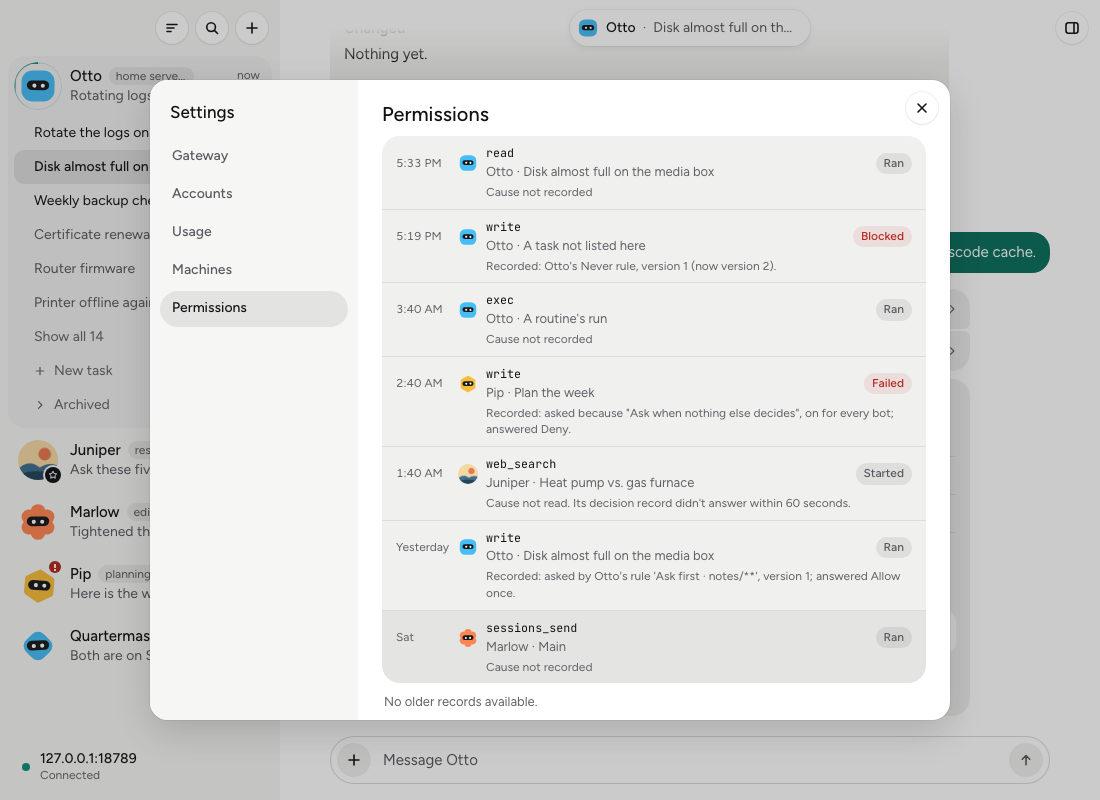 Otto · Disk almost full on th...
Changed
Nothing yet.
Otto home serve... now
Rotating logs
Rotate the logs on
Disk almost full on
Weekly backup che
Certificate renewa
Router firmware
Printer offline again
Show all 14
New task
Archived
Juniper res
Ask these fiv
Marlow edi
Tightened th
Pip planning
Here is the w
Quartermas
Both are on S
127.0.0.1:18789
Connected
scode cache.
Message Otto
Settings
Gateway
Accounts
Usage
Machines
Permissions
Permissions
5:33 PM read Ran
Otto · Disk almost full on the media box
Cause not recorded
5:19 PM write Blocked
Otto · A task not listed here
Recorded: Otto's Never rule, version 1 (now version 2).
3:40 AM exec Ran
Otto · A routine's run
Cause not recorded
2:40 AM write Failed
Pip · Plan the week
Recorded: asked because "Ask when nothing else decides", on for every bot;
answered Deny.
1:40 AM web_search Started
Juniper · Heat pump vs. gas furnace
Cause not read. Its decision record didn't answer within 60 seconds.
Yesterday write Ran
Otto · Disk almost full on the media box
Recorded: asked by Otto's rule 'Ask first · notes/**', version 1; answered Allow
once.
Sat sessions_send Ran
Marlow · Main
Cause not recorded
No older records available.